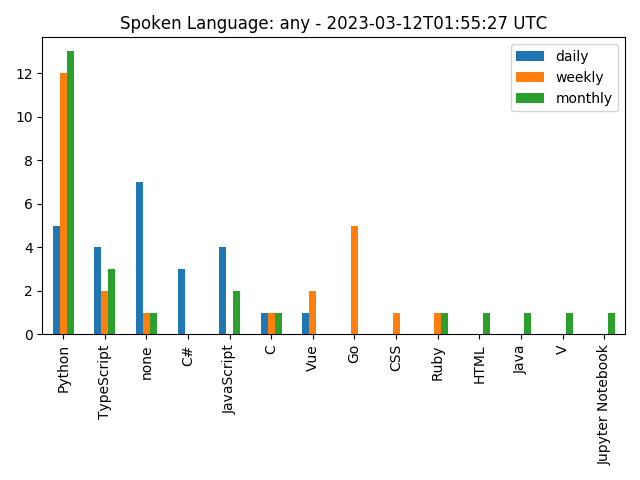 Spoken Language: any - 2023-03-12T01:55:27 UTC
daily
weekly
monthly
12
10
8
6
4
2
0
Python
TypeScript
none
C#
JavaScript
C
Vue
Go
CSS
Ruby
HTML
Java
V
Jupyter Notebook